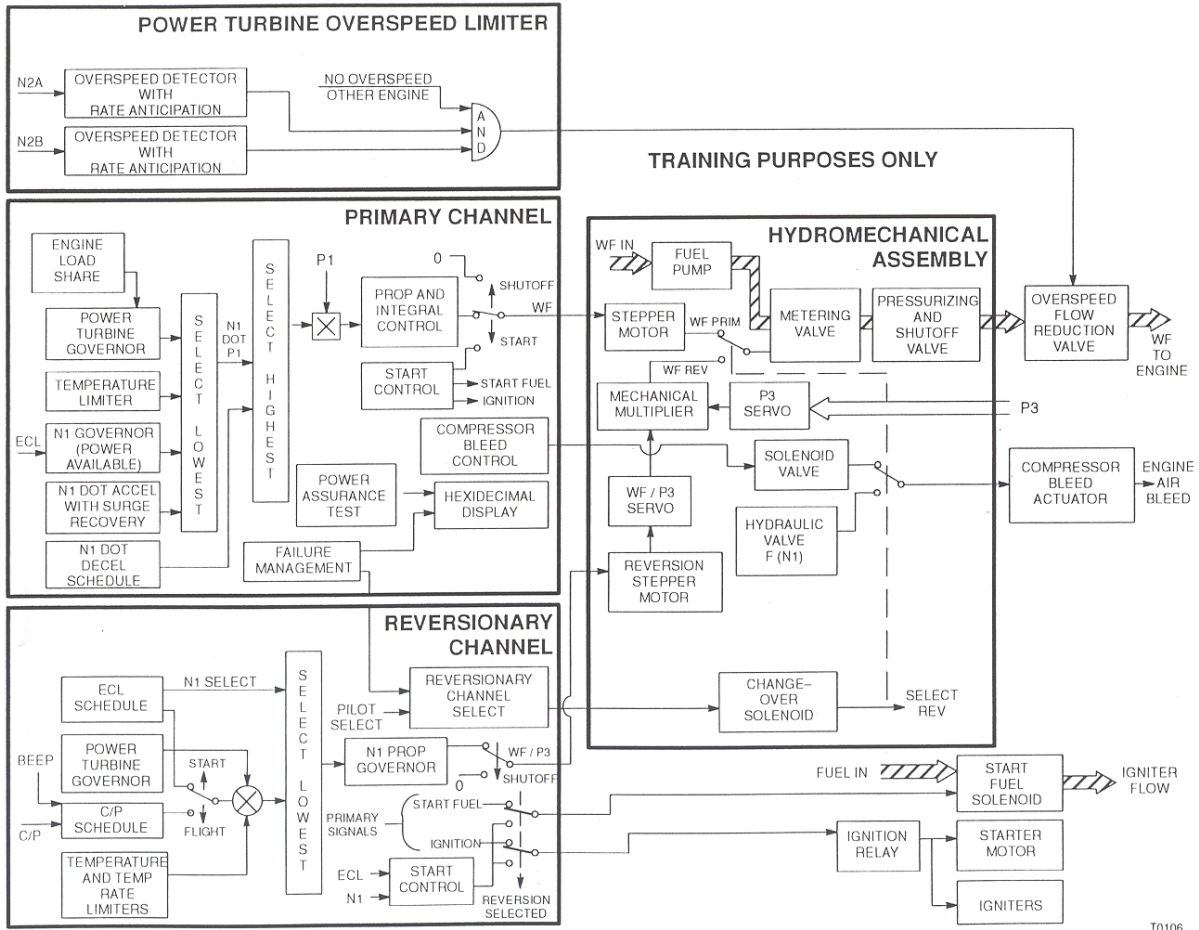 POWER TURBINE OVERSPEED LIMITER
N2A
OVERSPEED DETECTOR
WITH
RATE ANTICIPATION
NO OVERSPEED
OTHER ENGINE
A
N
D
N2B
OVERSPEED DETECTOR
WITH
RATE ANTICIPATION
TRAINING PURPOSES ONLY
PRIMARY CHANNEL
ENGINE
LOAD
SHARE
POWER
TURBINE
GOVERNOR
TEMPERATURE
LIMITER
ECL
N1 GOVERNOR
(POWER
AVAILABLE)
N1 DOT ACCEL
WITH SURGE
RECOVERY
N1 DOT
DECEL
SCHEDULE
SELECT LOWEST
N1
DOT
P1
SELECT HIGHEST
P1
PROP AND
INTEGRAL
CONTROL
0
SHUTOFF
WF
START
START
CONTROL
START FUEL
IGNITION
COMPRESSOR
BLEED
CONTROL
POWER
ASSURANCE
TEST
HEXIDECIMAL
DISPLAY
FAILURE
MANAGEMENT
HYDROMECHANICAL
ASSEMBLY
WF IN
FUEL
PUMP
STEPPER
MOTOR
WF PRIM
METERING
VALVE
PRESSURIZING
AND
SHUTOFF
VALVE
OVERSPEED
FLOW
REDUCTION
VALVE
WF
TO
ENGINE
WF REV
MECHANICAL
MULTIPLIER
P3
SERVO
P3
SOLENOID
VALVE
WF / P3
SERVO
HYDRAULIC
VALVE
F (N1)
REVERSION
STEPPER
MOTOR
COMPRESSOR
BLEED
ACTUATOR
ENGINE
AIR
BLEED
CHANGE–
OVER
SOLENOID
SELECT
REV
REVERSIONARY
CHANNEL
ECL
SCHEDULE
N1 SELECT
POWER
TURBINE
GOVERNOR
BEEP
C/P
C/P
SCHEDULE
START
FLIGHT
TEMPERATURE
AND TEMP
RATE
LIMITERS
SELECT LOWEST
PILOT
SELECT
REVERSIONARY
CHANNEL
SELECT
N1 PROP
GOVERNOR
WF / P3
0
SHUTOFF
START FUEL
PRIMARY
SIGNALS
IGNITION
ECL
N1
START
CONTROL
REVERSION
SELECTED
FUEL IN
START
FUEL
SOLENOID
IGNITER
FLOW
IGNITION
RELAY
STARTER
MOTOR
IGNITERS
T0106